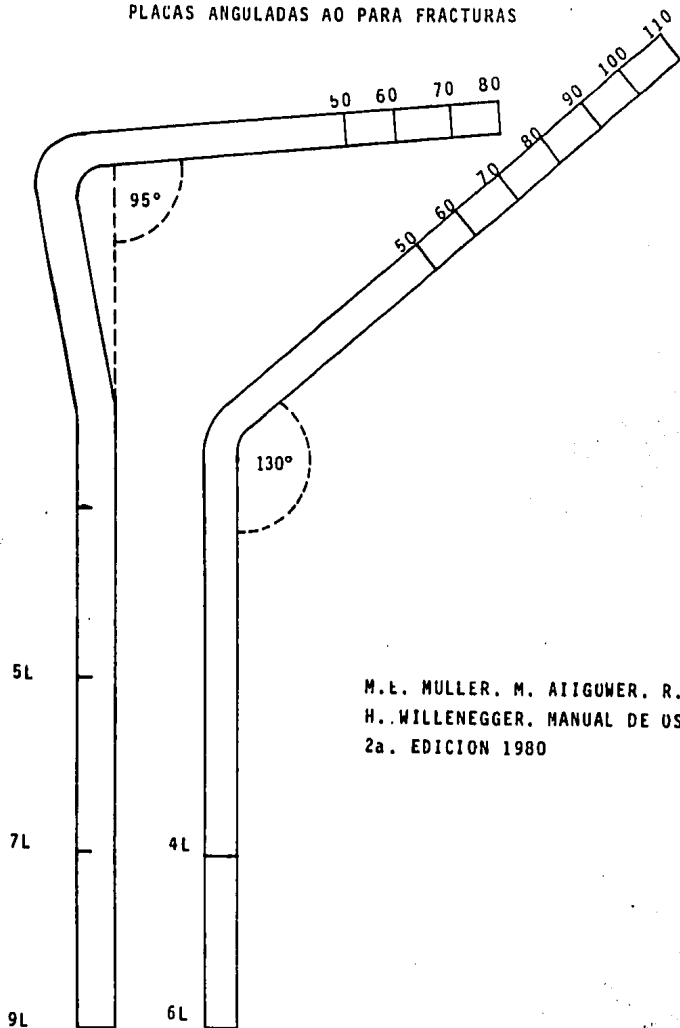 PLACAS ANGULADAS AO PARA FRACTURAS
50 60 70 80
50 60 70 80 90 100 110
95°
130°
5L
7L
9L
4L
6L
M.E. MULLER. M. AIIGOWER. R.
H..WILLENEGGER. MANUAL DE OS
2a. EDICION 1980